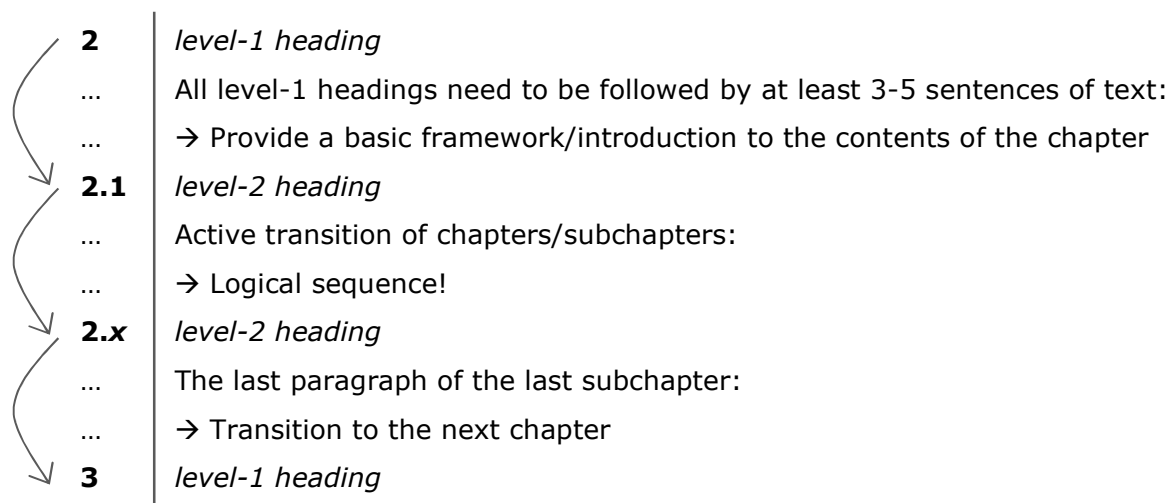 2 level-1 heading
… All level-1 headings need to be followed by at least 3-5 sentences of text:
… → Provide a basic framework/introduction to the contents of the chapter
2.1 level-2 heading
… Active transition of chapters/subchapters:
… → Logical sequence!
2.x level-2 heading
… The last paragraph of the last subchapter:
… → Transition to the next chapter
3 level-1 heading